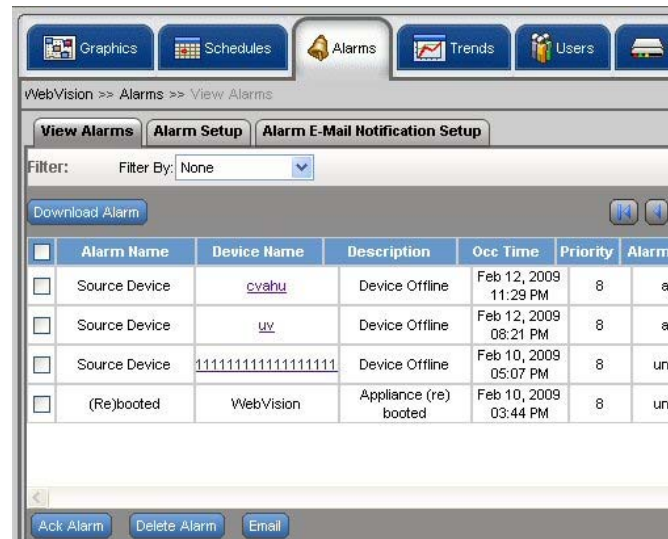 Graphics Schedules Alarms Trends Users
WebVision >> Alarms >> View Alarms
View Alarms Alarm Setup Alarm E-Mail Notification Setup
Filter: Filter By: None
Download Alarm
Alarm Name Device Name Description Occ Time Priority Alarm
Source Device cvahu Device Offline Feb 12, 2009 11:29 PM 8 a
Source Device uv Device Offline Feb 12, 2009 08:21 PM 8 a
Source Device Device Offline Feb 10, 2009 05:07 PM 8 un
(Re)booted WebVision Appliance (re) booted Feb 10, 2009 03:44 PM 8 un
Ack Alarm Delete Alarm Email